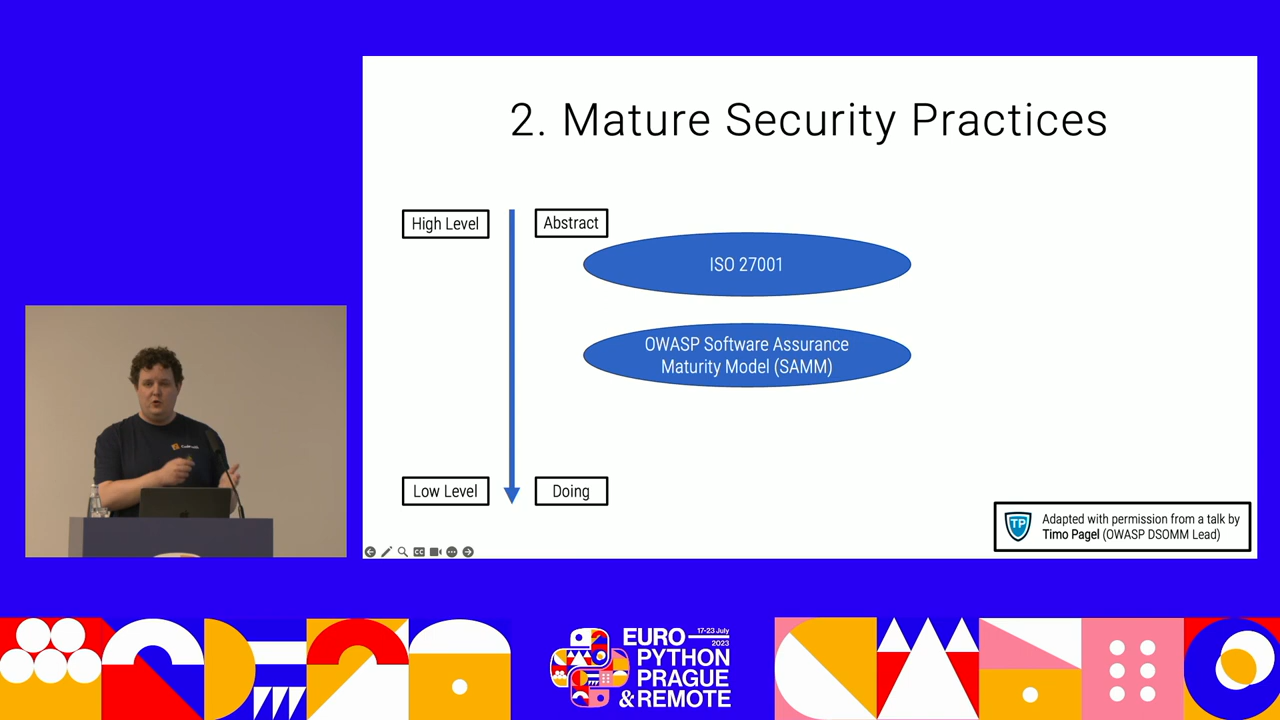 2. Mature Security Practices
High Level
Abstract
ISO 27001
OWASP Software Assurance
Maturity Model (SAMM)
Low Level
Doing
TP
Adapted with permission from a talk by
Timo Pagel (OWASP DSOMM Lead)
CC
17-23 July
2023
EURO
PYTHON
PRAGUE
& REMOTE